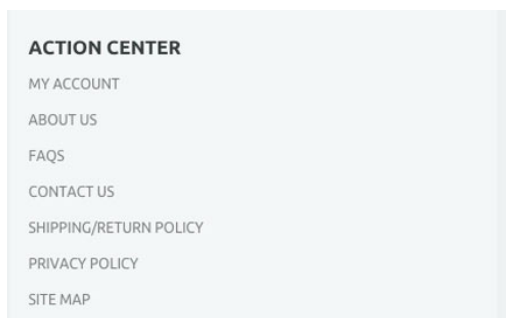 ACTION CENTER
MY ACCOUNT
ABOUT US
FAQS
CONTACT US
SHIPPING/RETURN POLICY
PRIVACY POLICY
SITE MAP